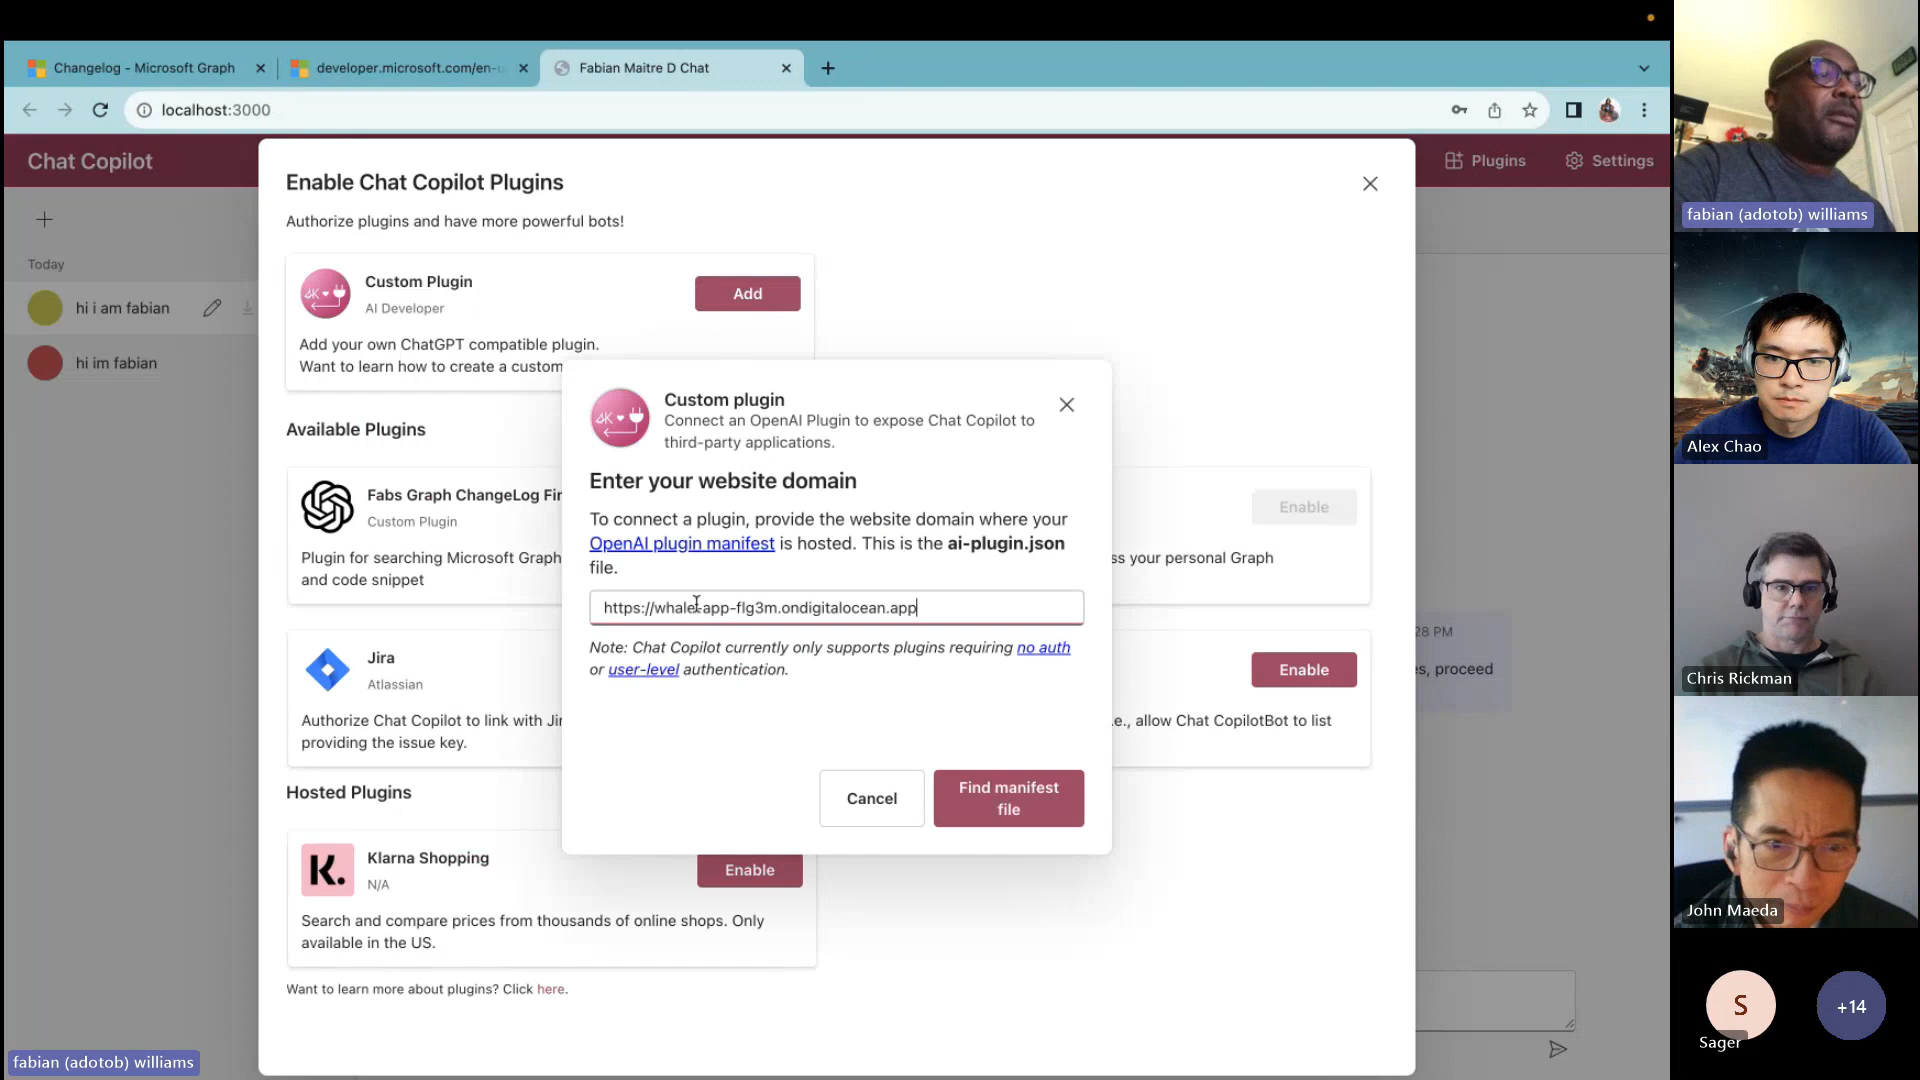 Changelog - Microsoft Graph
developer.microsoft.com/en-u
Fabian Maitre D Chat
localhost:3000
Chat Copilot
Plugins
Settings
Today
hi i am fabian
hi im fabian
Enable Chat Copilot Plugins
Authorize plugins and have more powerful bots!
Custom Plugin
AI Developer
Add
Add your own ChatGPT compatible plugin.
Want to learn how to create a custom
Available Plugins
Fabs Graph ChangeLog Fin
Custom Plugin
Plugin for searching Microsoft Graph
and code snippet
Enable
ss your personal Graph
Jira
Atlassian
Authorize Chat Copilot to link with Jir
providing the issue key.
Enable
.e., allow Chat CopilotBot to list
Hosted Plugins
Klarna Shopping
N/A
Enable
Search and compare prices from thousands of online shops. Only
available in the US.
Want to learn more about plugins? Click here.
Custom plugin
Connect an OpenAI Plugin to expose Chat Copilot to
third-party applications.
Enter your website domain
To connect a plugin, provide the website domain where your
OpenAI plugin manifest is hosted. This is the ai-plugin.json
file.
https://whale-app-flg3m.ondigitalocean.app
Note: Chat Copilot currently only supports plugins requiring no auth
or user-level authentication.
Cancel
Find manifest
file
28 PM
s, proceed
fabian (adotob) williams
fabian (adotob) williams
Alex Chao
Chris Rickman
John Maeda
S
Sager
+14